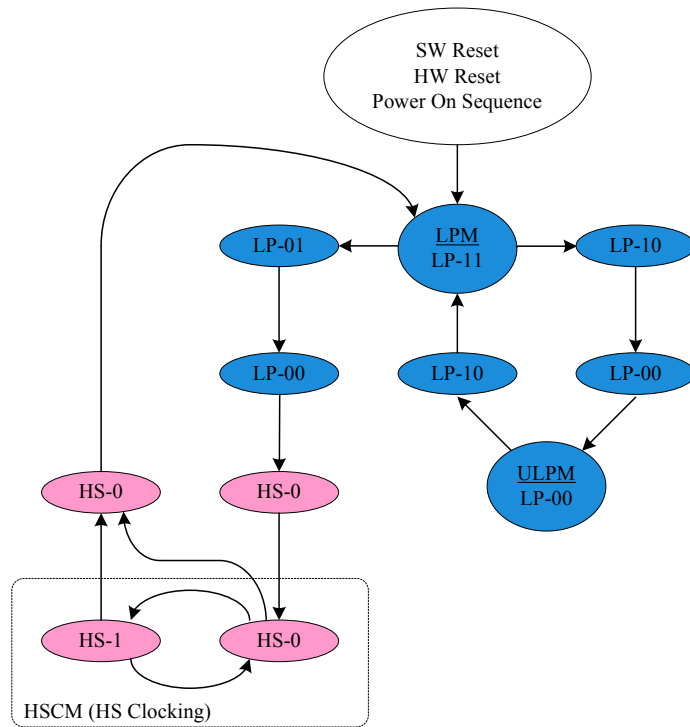 SW Reset
HW Reset
Power On Sequence
LPM
LP-11
LP-01
LP-10
LP-00
LP-10
LP-00
ULPM
LP-00
HS-0
HS-0
HS-1
HS-0
HSCM (HS Clocking)